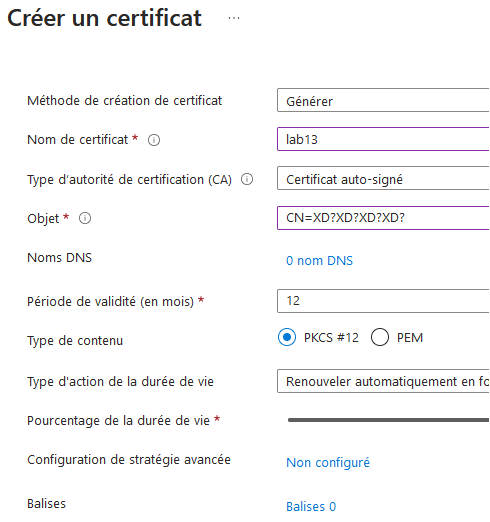 Créer un certificat ...
Méthode de création de certificat Générer
Nom de certificat * lab13
Type d'autorité de certification (CA) Certificat auto-signé
Objet * CN=XD?XD?XD?XD?
Noms DNS 0 nom DNS
Période de validité (en mois) * 12
Type de contenu PKCS #12 PEM
Type d'action de la durée de vie Renouveler automatiquement en fo
Pourcentage de la durée de vie *
Configuration de stratégie avancée Non configuré
Balises Balises 0